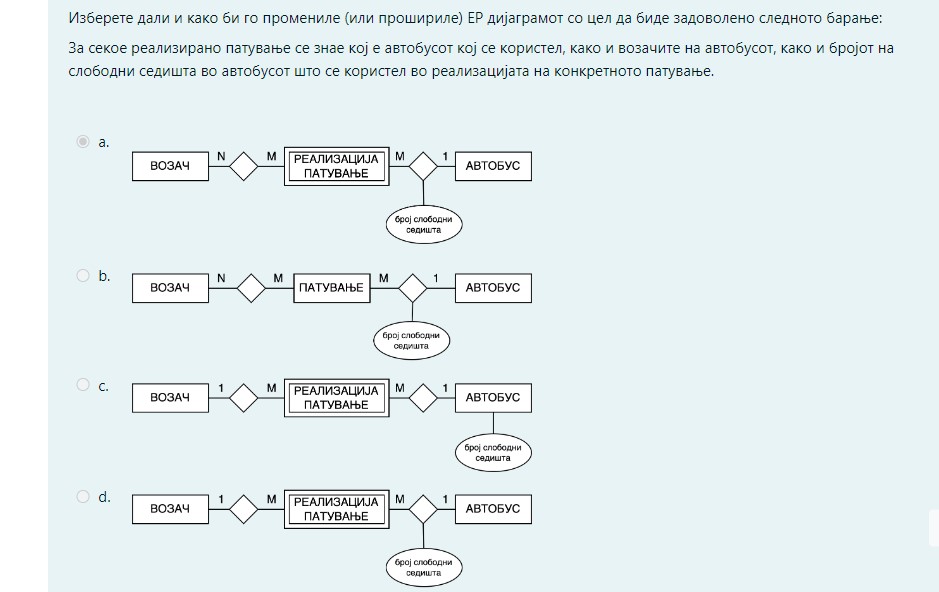 Изберете дали и како би го промениле (или прошириле) ЕР дијаграмот со цел да биде задоволено следното барање:
За секое реализирано патување се знае кој е автобусот кој се користел, како и возачите на автобусот, како и бројот на
слободни седишта во автобусот што се користел во реализацијата на конкретното патување.
a.
ВОЗАЧ N M РЕАЛИЗАЦИЈА M 1 АВТОБУС
ПАТУВАЊЕ
број слободни
седишта
b.
ВОЗАЧ N M ПАТУВАЊЕ M 1 АВТОБУС
број слободни
седишта
c.
ВОЗАЧ 1 M РЕАЛИЗАЦИЈА M 1 АВТОБУС
ПАТУВАЊЕ
број слободни
седишта
d.
ВОЗАЧ 1 M РЕАЛИЗАЦИЈА M 1 АВТОБУС
ПАТУВАЊЕ
број слободни
седишта